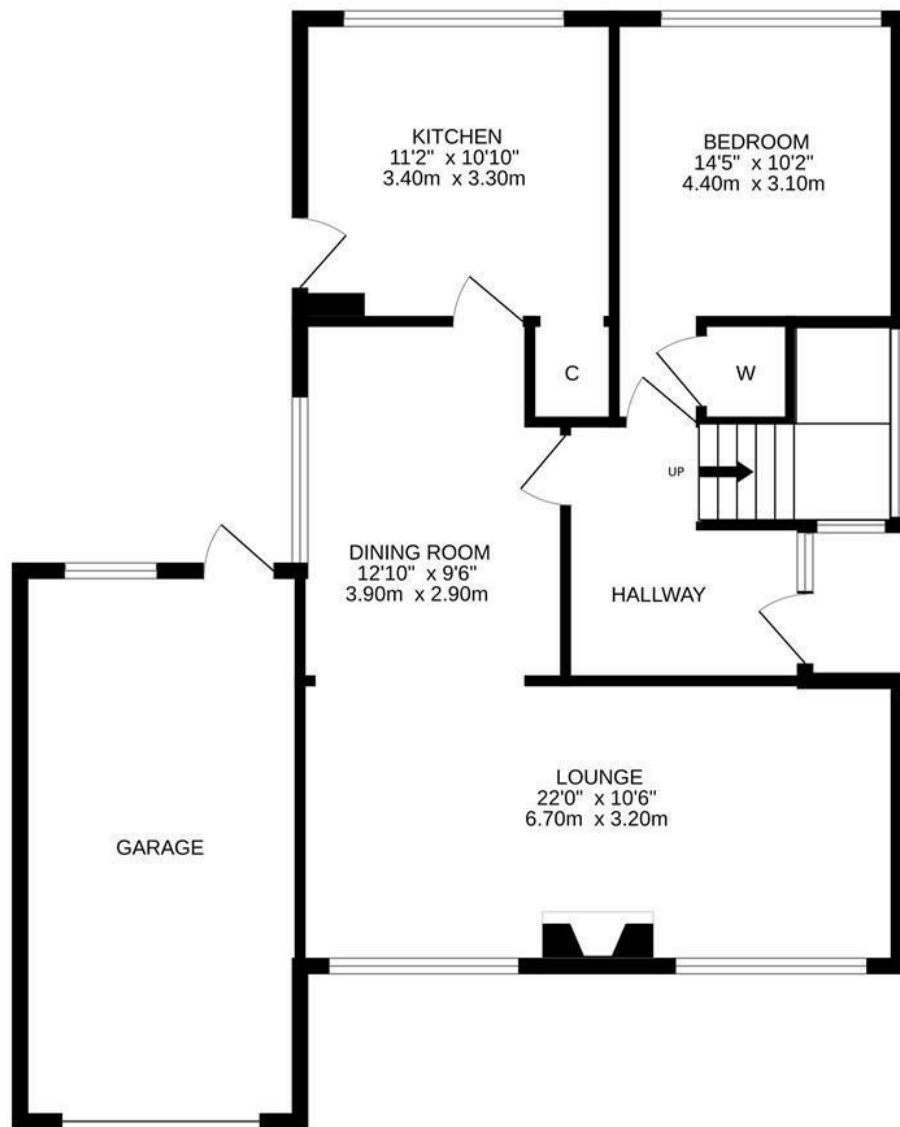 KITCHEN
11'2" x 10'10"
3.40m x 3.30m
BEDROOM
14'5" x 10'2"
4.40m x 3.10m
C
W
UP
DINING ROOM
12'10" x 9'6"
3.90m x 2.90m
HALLWAY
LOUNGE
22'0" x 10'6"
6.70m x 3.20m
GARAGE